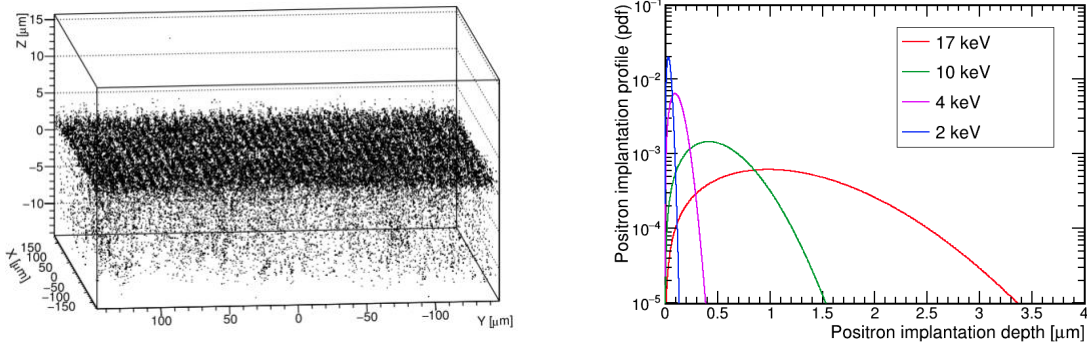 Z [μm]
15
10
5
0
−5
−10
X [μm]
150
100
50
0
−50
−100
−150
100
50
0
−50
−100
Y [μm]
Positron implantation profile (pdf)
10⁻¹
10⁻²
10⁻³
10⁻⁴
10⁻⁵
17 keV
10 keV
4 keV
2 keV
0 0.5 1 1.5 2 2.5 3 3.5 4
Positron implantation depth [μm]